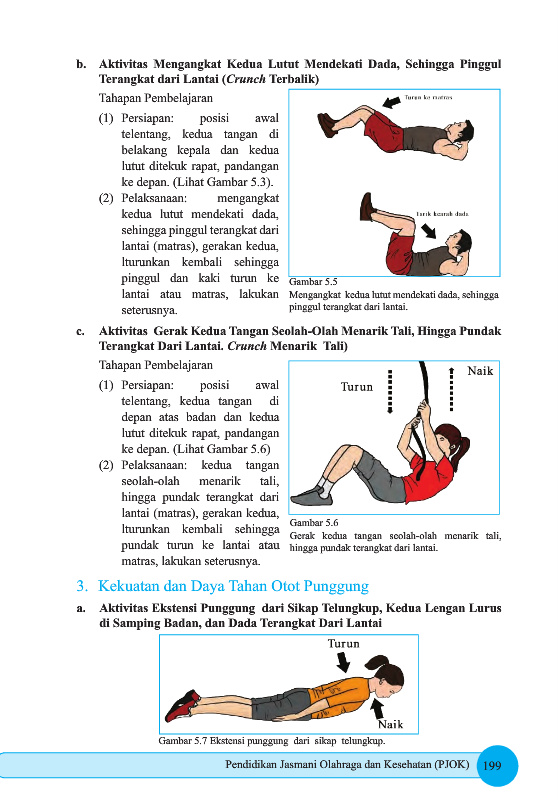 b. Aktivitas Mengangkat Kedua Lutut Mendekati Dada, Sehingga Pinggul
Terangkat dari Lantai (Crunch Terbalik)
Tahapan Pembelajaran
(1) Persiapan: posisi awal
telentang, kedua tangan di
belakang kepala dan kedua
lutut ditekuk rapat, pandangan
ke depan. (Lihat Gambar 5.3).
(2) Pelaksanaan: mengangkat
kedua lutut mendekati dada,
sehingga pinggul terangkat dari
lantai (matras), gerakan kedua,
lturunkan kembali sehingga
pinggul dan kaki turun ke
lantai atau matras, lakukan
seterusnya.
Turun ke matras
tarik kearah dada
Gambar 5.5
Mengangkat kedua lutut mendekati dada, sehingga
pinggul terangkat dari lantai.
c. Aktivitas Gerak Kedua Tangan Seolah-Olah Menarik Tali, Hingga Pundak
Terangkat Dari Lantai. Crunch Menarik Tali)
Tahapan Pembelajaran
(1) Persiapan: posisi awal
telentang, kedua tangan di
depan atas badan dan kedua
lutut ditekuk rapat, pandangan
ke depan. (Lihat Gambar 5.6)
(2) Pelaksanaan: kedua tangan
seolah-olah menarik tali,
hingga pundak terangkat dari
lantai (matras), gerakan kedua,
lturunkan kembali sehingga
pundak turun ke lantai atau
matras, lakukan seterusnya.
Turun
Naik
Gambar 5.6
Gerak kedua tangan seolah-olah menarik tali,
hingga pundak terangkat dari lantai.
3. Kekuatan dan Daya Tahan Otot Punggung
a. Aktivitas Ekstensi Punggung dari Sikap Telungkup, Kedua Lengan Lurus
di Samping Badan, dan Dada Terangkat Dari Lantai
Turun
Naik
Gambar 5.7 Ekstensi punggung dari sikap telungkup.
Pendidikan Jasmani Olahraga dan Kesehatan (PJOK) 199